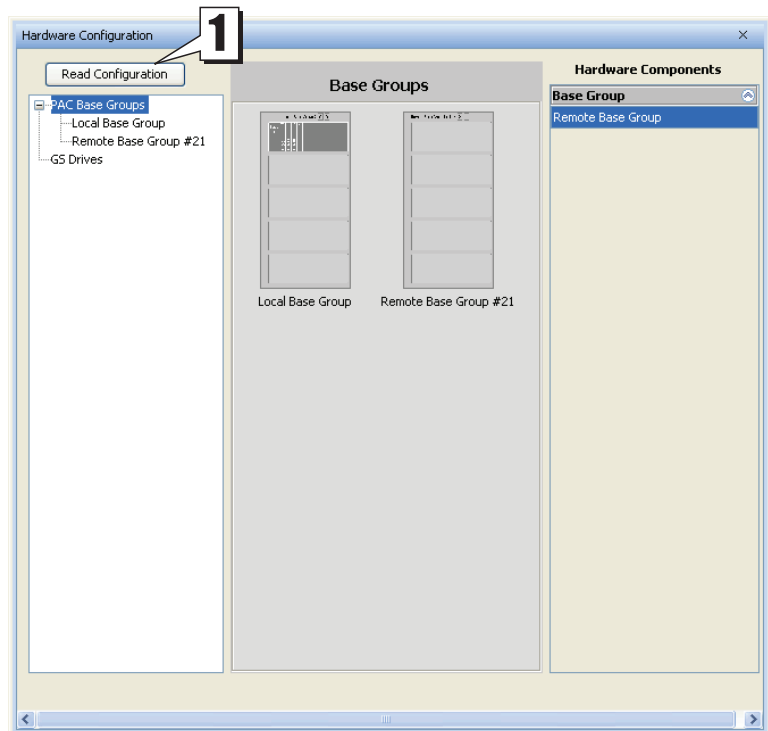 Hardware Configuration
1
Read Configuration
PAC Base Groups
Local Base Group
Remote Base Group #21
GS Drives
Base Groups
Local Base Group
Remote Base Group #21
Hardware Components
Base Group
Remote Base Group